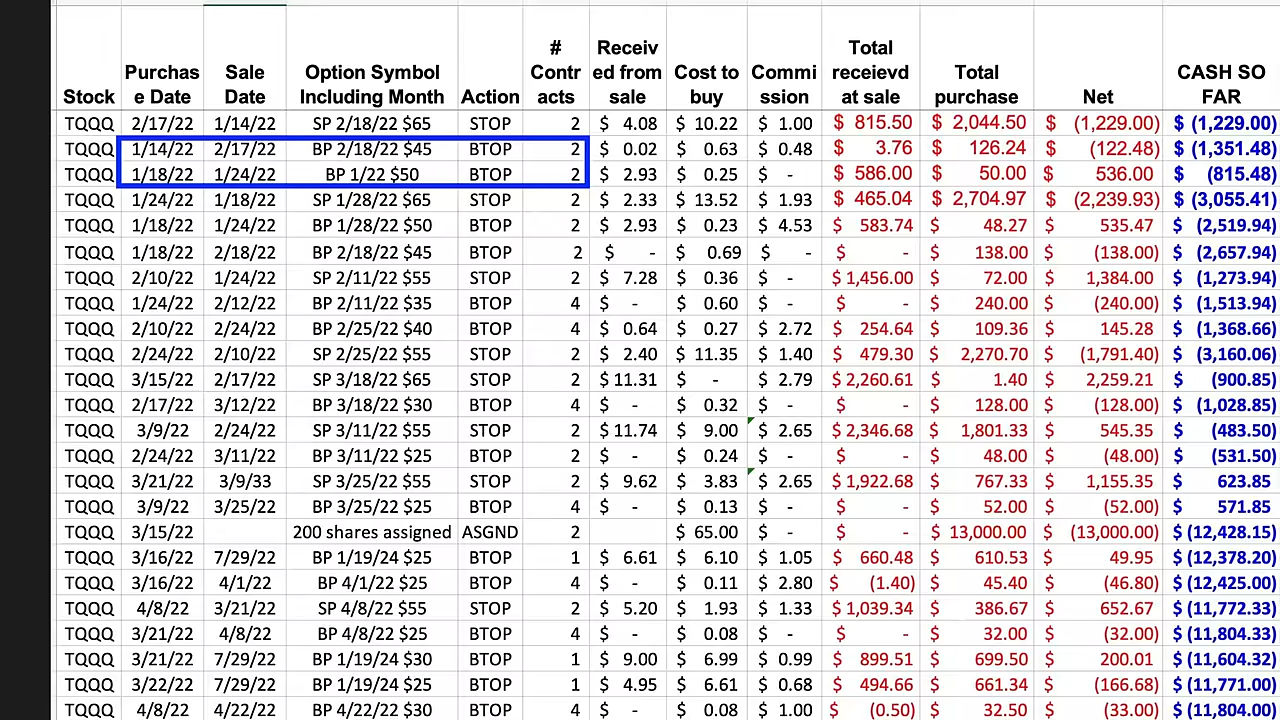 Stock Purchas e Date Sale Date Option Symbol Including Month Action # Contr acts Receiv ed from sale Cost to buy Commi ssion Total receievd at sale Total purchase Net CASH SO FAR
TQQQ 2/17/22 1/14/22 SP 2/18/22 $65 STOP 2 $ 4.08 $ 10.22 $ 1.00 $ 815.50 $ 2,044.50 $ (1,229.00) $ (1,229.00)
TQQQ 1/14/22 2/17/22 BP 2/18/22 $45 BTOP 2 $ 0.02 $ 0.63 $ 0.48 $ 3.76 $ 126.24 $ (122.48) $ (1,351.48)
TQQQ 1/18/22 1/24/22 BP 1/22 $50 BTOP 2 $ 2.93 $ 0.25 $ - $ 586.00 $ 50.00 $ 536.00 $ (815.48)
TQQQ 1/24/22 1/18/22 SP 1/28/22 $65 STOP 2 $ 2.33 $ 13.52 $ 1.93 $ 465.04 $ 2,704.97 $ (2,239.93) $ (3,055.41)
TQQQ 1/18/22 1/24/22 BP 1/28/22 $50 BTOP 2 $ 2.93 $ 0.23 $ 4.53 $ 583.74 $ 48.27 $ 535.47 $ (2,519.94)
TQQQ 1/18/22 2/18/22 BP 2/18/22 $45 BTOP 2 $ - $ 0.69 $ - $ - $ 138.00 $ (138.00) $ (2,657.94)
TQQQ 2/10/22 1/24/22 SP 2/11/22 $55 STOP 2 $ 7.28 $ 0.36 $ - $ 1,456.00 $ 72.00 $ 1,384.00 $ (1,273.94)
TQQQ 1/24/22 2/12/22 BP 2/11/22 $35 BTOP 4 $ - $ 0.60 $ - $ - $ 240.00 $ (240.00) $ (1,513.94)
TQQQ 2/10/22 2/24/22 BP 2/25/22 $40 BTOP 4 $ 0.64 $ 0.27 $ 2.72 $ 254.64 $ 109.36 $ 145.28 $ (1,368.66)
TQQQ 2/24/22 2/10/22 SP 2/25/22 $55 STOP 2 $ 2.40 $ 11.35 $ 1.40 $ 479.30 $ 2,270.70 $ (1,791.40) $ (3,160.06)
TQQQ 3/15/22 2/17/22 SP 3/18/22 $65 STOP 2 $ 11.31 $ - $ 2.79 $ 2,260.61 $ 1.40 $ 2,259.21 $ (900.85)
TQQQ 2/17/22 3/12/22 BP 3/18/22 $30 BTOP 4 $ - $ 0.32 $ - $ - $ 128.00 $ (128.00) $ (1,028.85)
TQQQ 3/9/22 2/24/22 SP 3/11/22 $55 STOP 2 $ 11.74 $ 9.00 $ 2.65 $ 2,346.68 $ 1,801.33 $ 545.35 $ (483.50)
TQQQ 2/24/22 3/11/22 BP 3/11/22 $25 BTOP 2 $ - $ 0.24 $ - $ - $ 48.00 $ (48.00) $ (531.50)
TQQQ 3/21/22 3/9/33 SP 3/25/22 $55 STOP 2 $ 9.62 $ 3.83 $ 2.65 $ 1,922.68 $ 767.33 $ 1,155.35 $ 623.85
TQQQ 3/9/22 3/25/22 BP 3/25/22 $25 BTOP 4 $ - $ 0.13 $ - $ - $ 52.00 $ (52.00) $ 571.85
TQQQ 3/15/22 200 shares assigned ASGND 2 $ 65.00 $ - $ - $ 13,000.00 $ (13,000.00) $ (12,428.15)
TQQQ 3/16/22 7/29/22 BP 1/19/24 $25 BTOP 1 $ 6.61 $ 6.10 $ 1.05 $ 660.48 $ 610.53 $ 49.95 $ (12,378.20)
TQQQ 3/16/22 4/1/22 BP 4/1/22 $25 BTOP 4 $ - $ 0.11 $ 2.80 $ (1.40) $ 45.40 $ (46.80) $ (12,425.00)
TQQQ 4/8/22 3/21/22 SP 4/8/22 $55 STOP 2 $ 5.20 $ 1.93 $ 1.33 $ 1,039.34 $ 386.67 $ 652.67 $ (11,772.33)
TQQQ 3/21/22 4/8/22 BP 4/8/22 $25 BTOP 4 $ - $ 0.08 $ - $ - $ 32.00 $ (32.00) $ (11,804.33)
TQQQ 3/21/22 7/29/22 BP 1/19/24 $30 BTOP 1 $ 9.00 $ 6.99 $ 0.99 $ 899.51 $ 699.50 $ 200.01 $ (11,604.32)
TQQQ 3/22/22 7/29/22 BP 1/19/24 $25 BTOP 1 $ 4.95 $ 6.61 $ 0.68 $ 494.66 $ 661.34 $ (166.68) $ (11,771.00)
TQQQ 4/8/22 4/22/22 BP 4/22/22 $30 BTOP 4 $ - $ 0.08 $ 1.00 $ (0.50) $ 32.50 $ (33.00) $ (11,804.00)